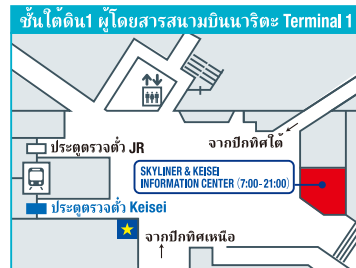 ชั้นใต้ดิน1 ผู้โดยสารสนามบินนาริตะ Terminal 1
จากปีกทิศใต้
ประตูตรวจตั๋ว JR
SKYLINER & KEISEI
INFORMATION CENTER (7:00-21:00)
ประตูตรวจตั๋ว Keisei
จากปีกทิศเหนือ